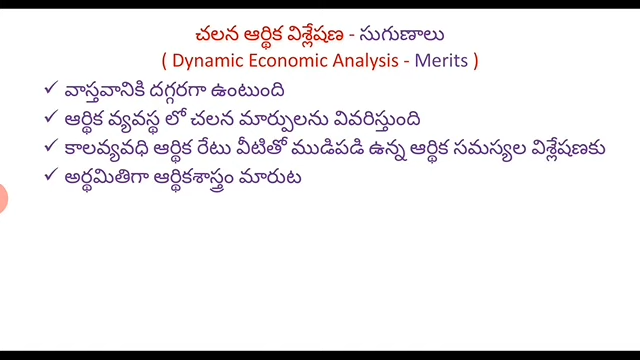 చలన ఆర్థిక విశ్లేషణ - సుగుణాలు
( Dynamic Economic Analysis - Merits )
✓ వాస్తవానికి దగ్గరగా ఉంటుంది
✓ ఆర్థిక వ్యవస్థ లో చలన మార్పులను వివరిస్తుంది
✓ కాలవ్యవధి ఆర్థిక రేటు వీటితో ముడిపడి ఉన్న ఆర్థిక సమస్యల విశ్లేషణకు
✓ అర్థమితిగా ఆర్థికశాస్త్రం మారుట